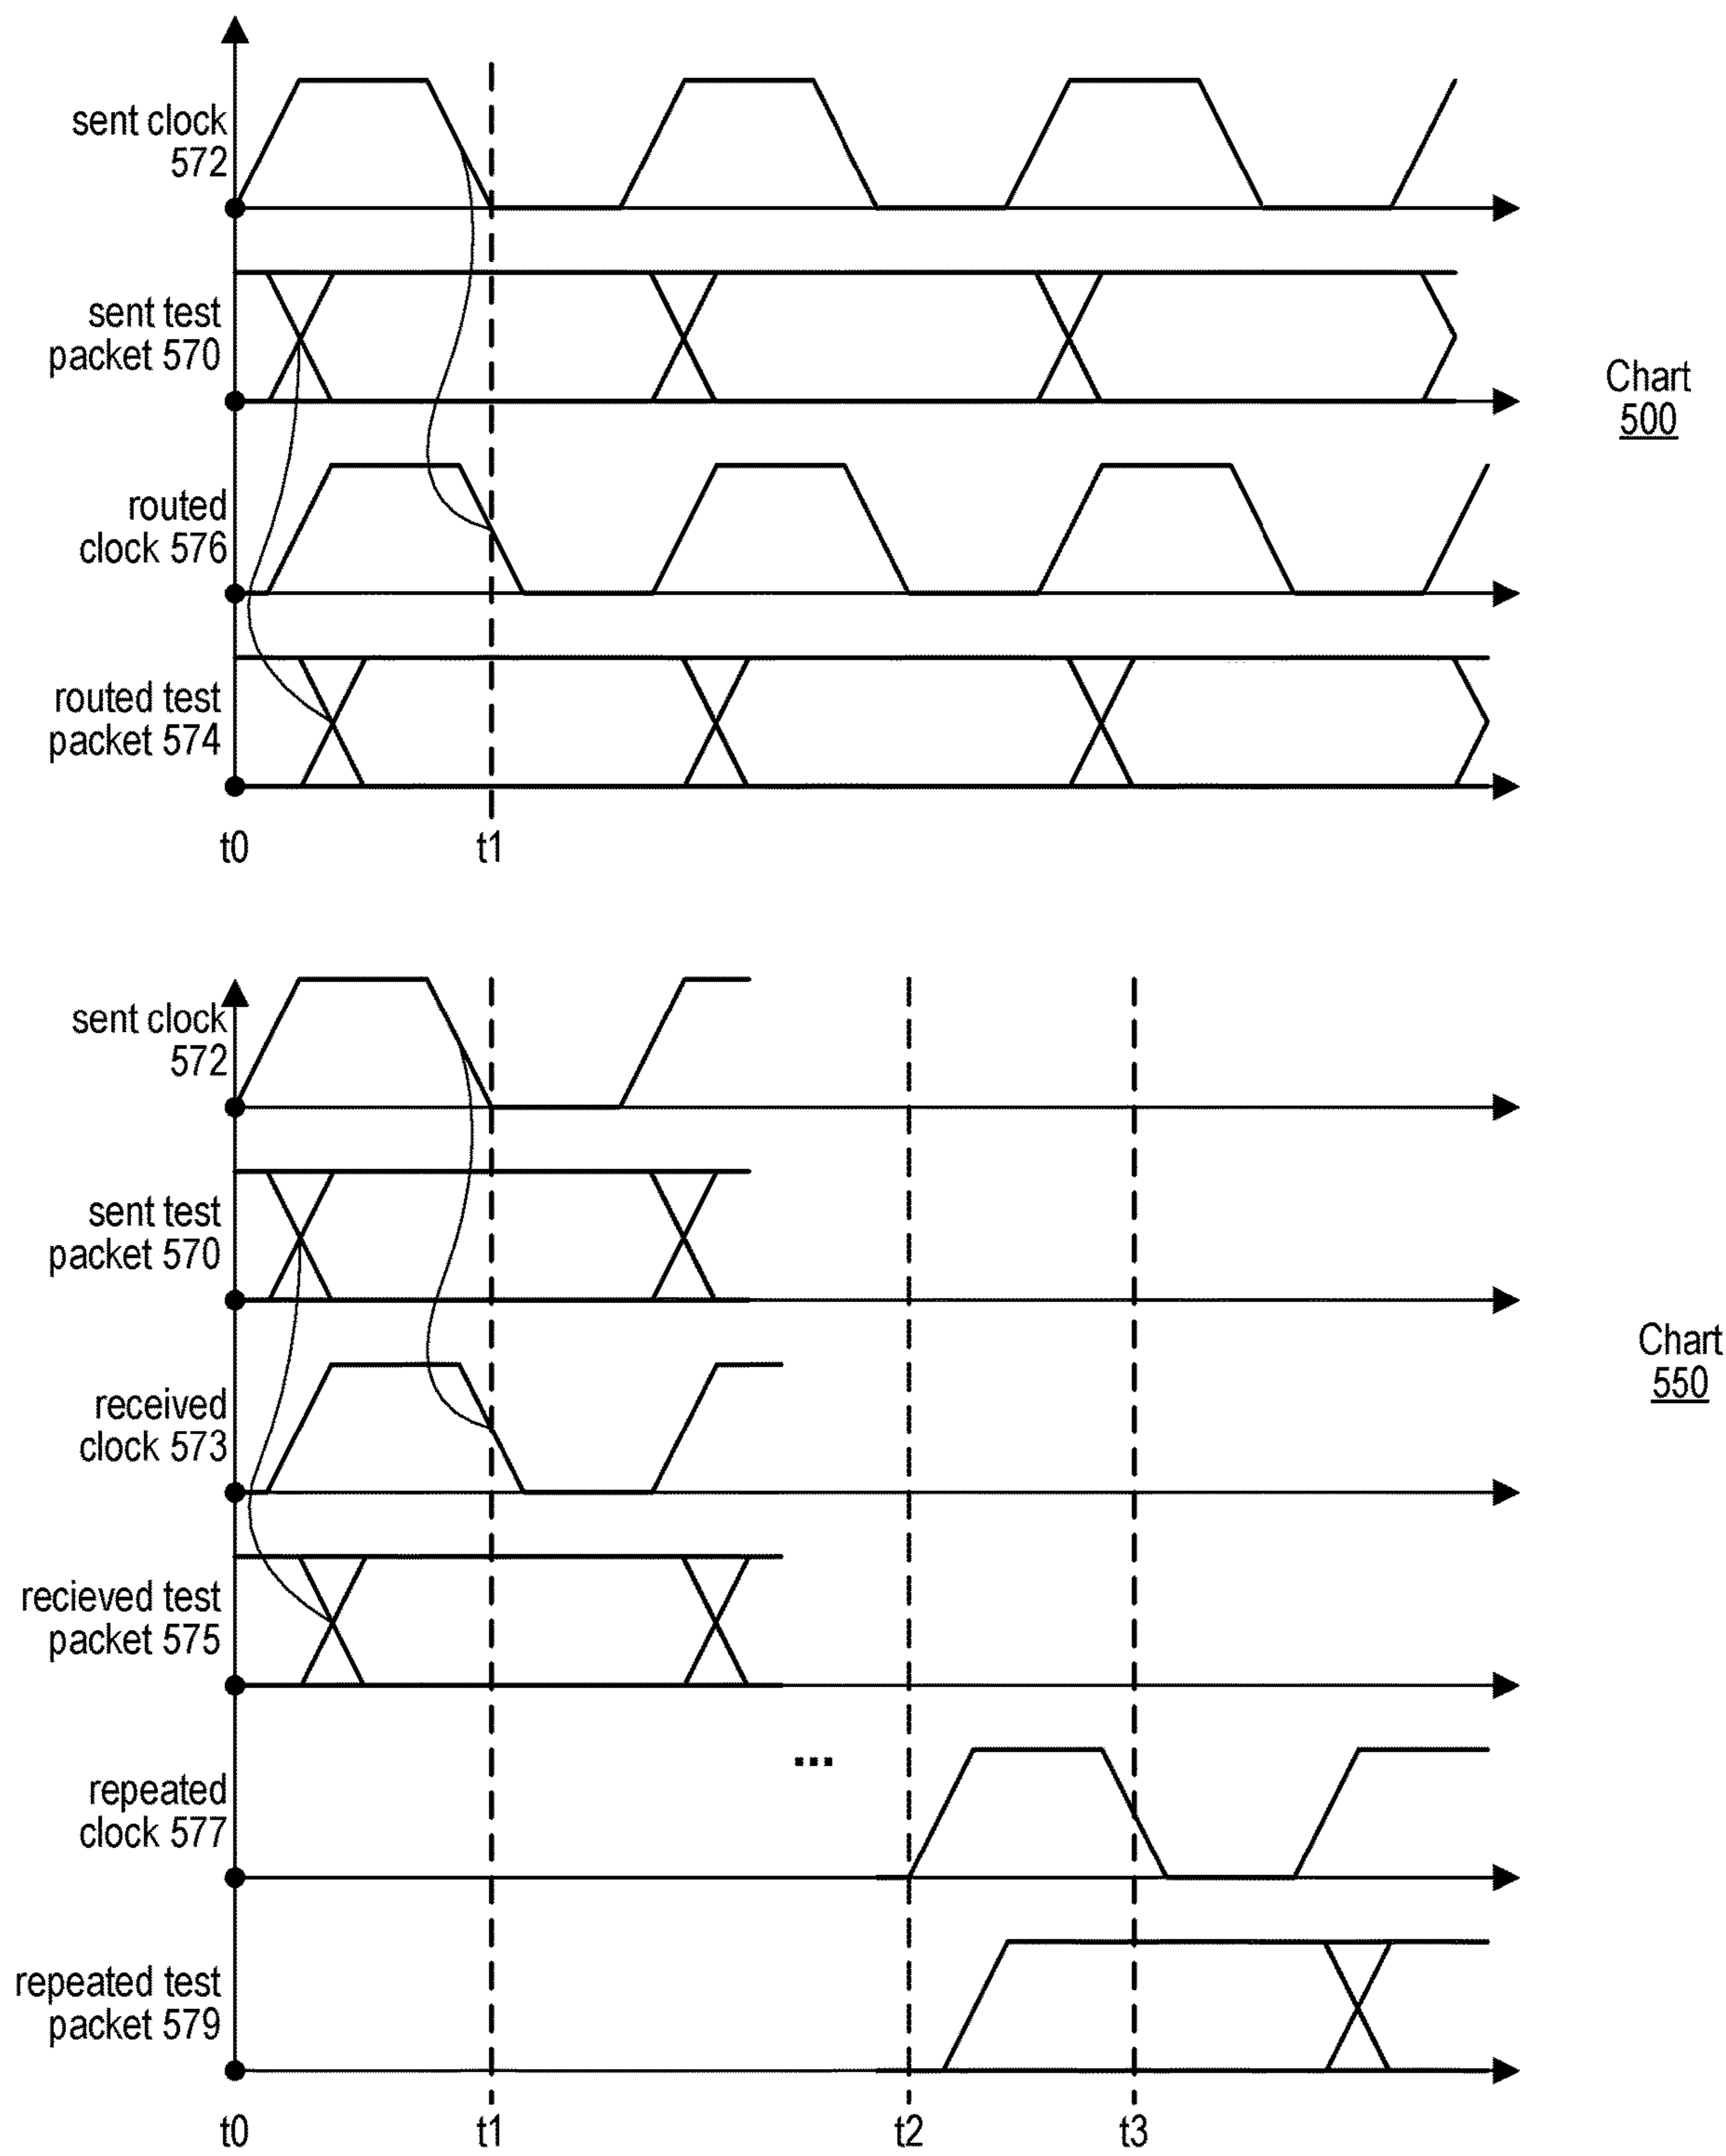 sent clock
572
sent test
packet 570
Chart
500
routed
clock 576
routed test
packet 574
t0
t1
sent clock
572
sent test
packet 570
Chart
550
received
clock 573
recieved test
packet 575
...
repeated
clock 577
repeated test
packet 579
t0
t1
t2
t3